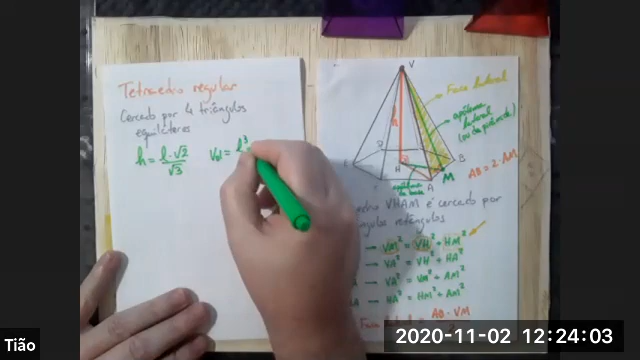 Tetraedro regular
Cercado por 4 triângulos
equiláteros
h = l·√2 / √3
Vol = l³
V
Face lateral
apótema
lateral
(ou da pirâmide)
h
D
H
B
M
A
C
apótema
da base
AB = 2·AM
VHAM é cercado por
→ VM² = VH² + HM²
→ VA² = VH² + HA²
→ VA² = VM² + AM²
→ HA² = HM² + AM²
AB · VM
2020-11-02 12:24:03
Tião